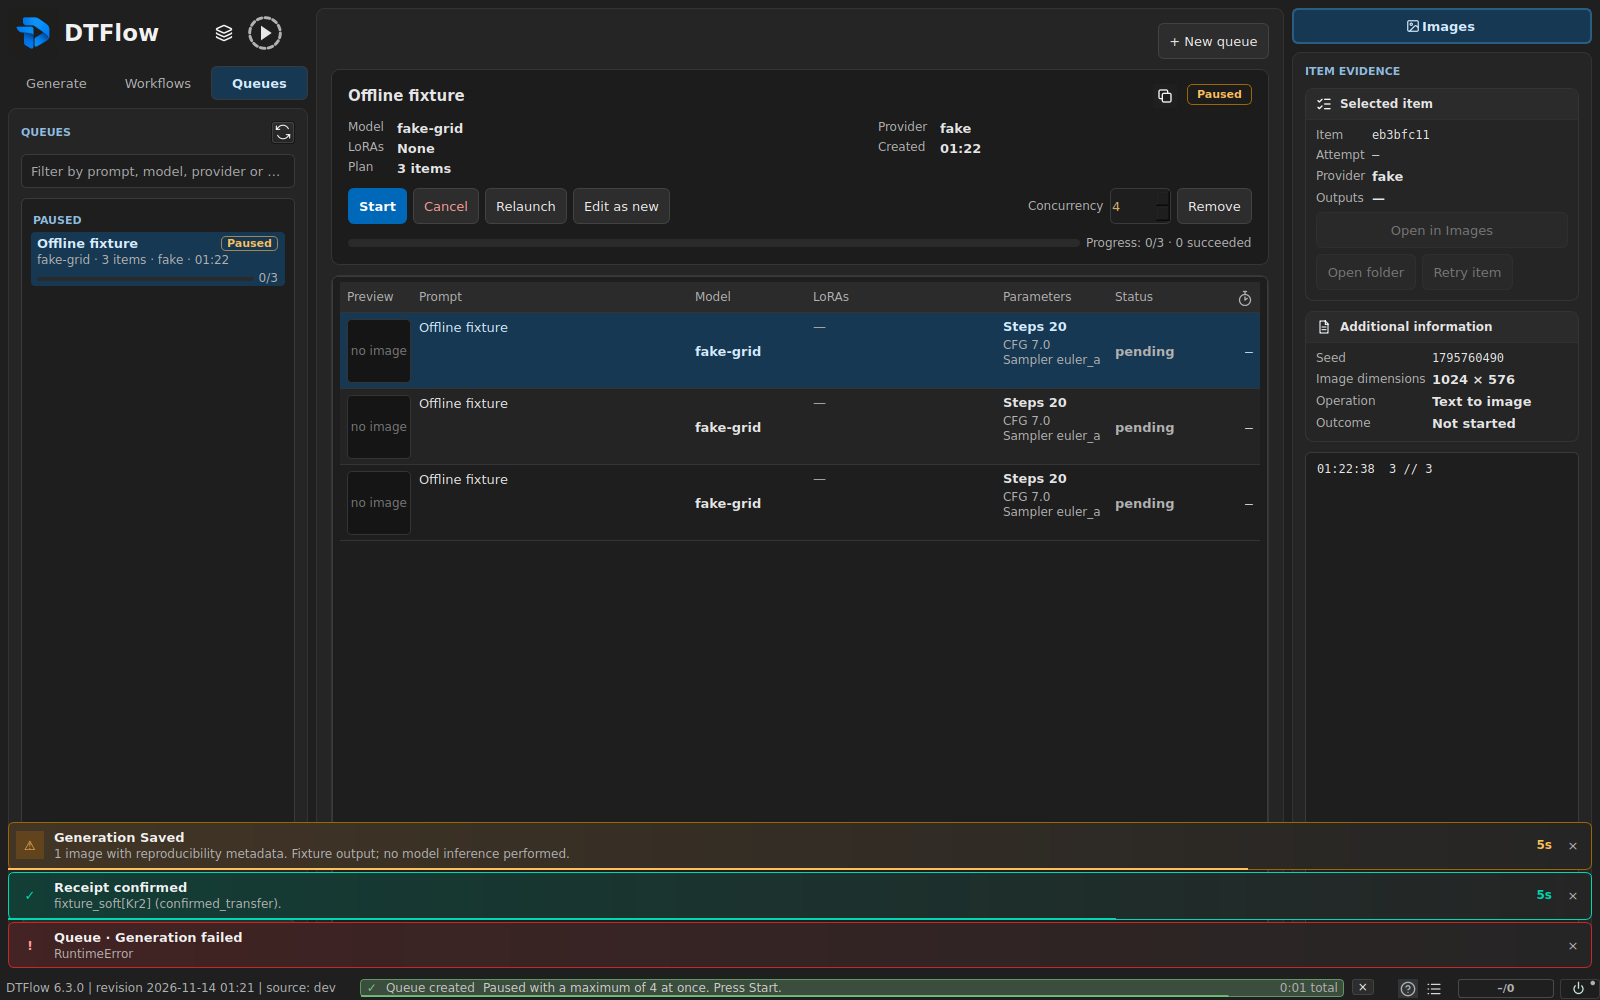 DTFlow
Generate
Workflows
Queues
QUEUES
Filter by prompt, model, provider or ...
PAUSED
Offline fixture
Paused
fake-grid · 3 items · fake · 01:22
0/3
+ New queue
Offline fixture
Paused
Model fake-grid
LoRAs None
Plan 3 items
Provider fake
Created 01:22
Start
Cancel
Relaunch
Edit as new
Concurrency 4
Remove
Progress: 0/3 · 0 succeeded
Preview Prompt Model LoRAs Parameters Status
no image Offline fixture fake-grid — Steps 20 pending –
CFG 7.0
Sampler euler_a
no image Offline fixture fake-grid — Steps 20 pending –
CFG 7.0
Sampler euler_a
no image Offline fixture fake-grid — Steps 20 pending –
CFG 7.0
Sampler euler_a
Images
ITEM EVIDENCE
Selected item
Item eb3bfc11
Attempt –
Provider fake
Outputs —
Open in Images
Open folder
Retry item
Additional information
Seed 1795760490
Image dimensions 1024 × 576
Operation Text to image
Outcome Not started
01:22:38 3 // 3
Generation Saved
1 image with reproducibility metadata. Fixture output; no model inference performed.
5s ×
Receipt confirmed
fixture_soft[Kr2] (confirmed_transfer).
5s ×
! Queue · Generation failed
RuntimeError
×
DTFlow 6.3.0 | revision 2026-11-14 01:21 | source: dev
✓ Queue created Paused with a maximum of 4 at once. Press Start. 0:01 total
×
–/0